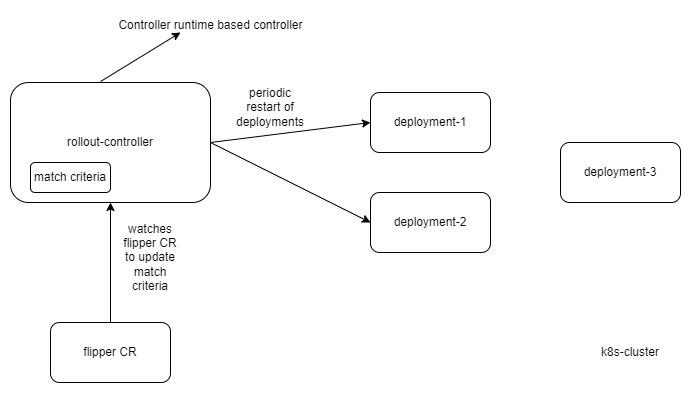 Controller runtime based controller
periodic
restart of
deployments
rollout-controller
match criteria
deployment-1
deployment-2
deployment-3
watches
flipper CR
to update
match
criteria
flipper CR
k8s-cluster